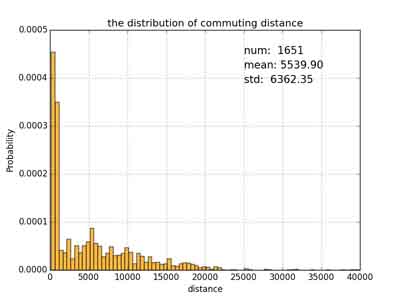 the distribution of commuting distance
0.0005
num:  1651
mean: 5539.90
std:  6362.35
0.0004
0.0003
Probability
0.0002
0.0001
0.0000
0 5000 10000 15000 20000 25000 30000 35000 40000
distance